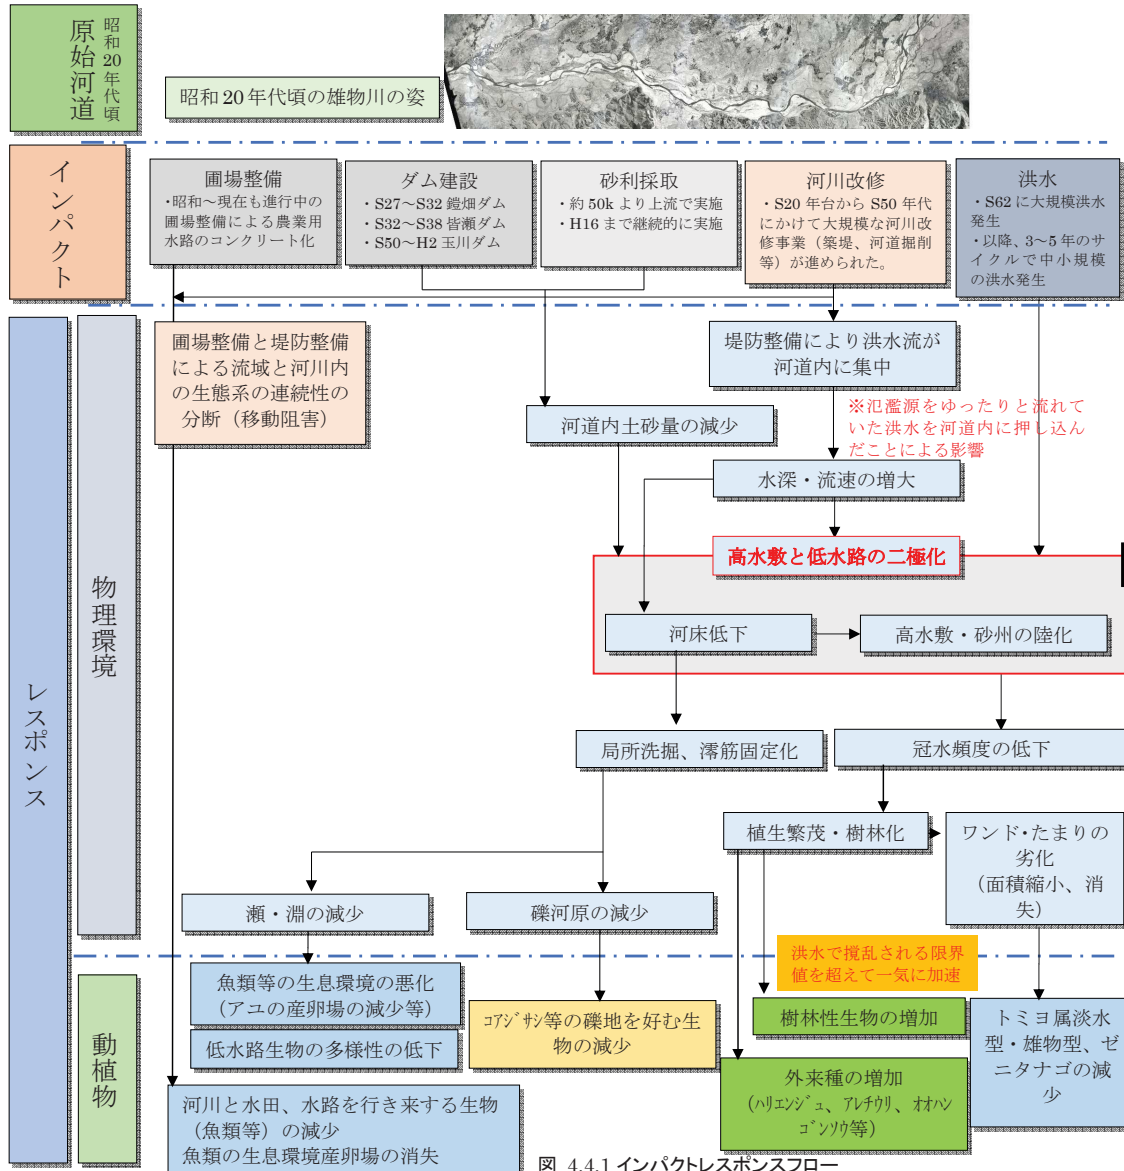 原始河道
昭和20年代頃
昭和20年代頃の雄物川の姿
インパクト
圃場整備
・昭和～現在も進行中の
圃場整備による農業用
水路のコンクリート化
ダム建設
・S27～S32 鎧畑ダム
・S32～S38 皆瀬ダム
・S50～H2 玉川ダム
砂利採取
・約50kより上流で実施
・H16まで継続的に実施
河川改修
・S20年台からS50年代
にかけて大規模な河川改
修事業（築堤、河道掘削
等）が進められた。
洪水
・S62に大規模洪水
発生
・以降、3～5年のサ
イクルで中小規模
の洪水発生
レスポンス
物理環境
圃場整備と堤防整備
による流域と河川内
の生態系の連続性の
分断（移動阻害）
堤防整備により洪水流が
河道内に集中
※氾濫源をゆったりと流れて
いた洪水を河道内に押し込ん
だことによる影響
河道内土砂量の減少
水深・流速の増大
高水敷と低水路の二極化
河床低下
高水敷・砂州の陸化
局所洗掘、澪筋固定化
冠水頻度の低下
植生繁茂・樹林化
ワンド・たまりの
劣化
（面積縮小、消
失）
瀬・淵の減少
礫河原の減少
洪水で撹乱される限界
値を超えて一気に加速
動植物
魚類等の生息環境の悪化
（アユの産卵場の減少等）
低水路生物の多様性の低下
ｺｱｼﾞｻｼ等の礫地を好む生
物の減少
樹林性生物の増加
トミヨ属淡水
型・雄物型、ゼ
ニタナゴの減
少
外来種の増加
（ﾊﾘｴﾝｼﾞｭ、ｱﾚﾁｳﾘ、ｵｵﾊﾝ
ｺﾞﾝｿｳ等）
河川と水田、水路を行き来する生物
（魚類等）の減少
魚類の生息環境産卵場の消失
図 4.4.1 インパクトレスポンスフロー